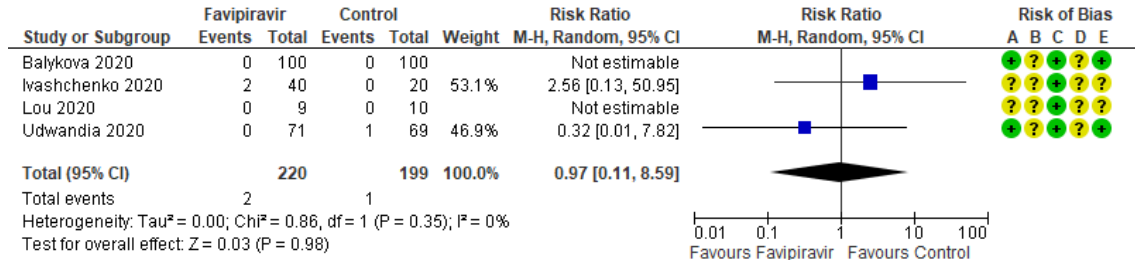 Favipiravir Control Risk Ratio Risk Ratio Risk of Bias
Study or Subgroup Events Total Events Total Weight M-H, Random, 95% CI M-H, Random, 95% CI A B C D E
Balykova 2020 0 100 0 100 Not estimable + ? + ? +
Ivashchenko 2020 2 40 0 20 53.1% 2.56 [0.13, 50.95] ? ? + ? ?
Lou 2020 0 9 0 10 Not estimable ? ? + ? ?
Udwandia 2020 0 71 1 69 46.9% 0.32 [0.01, 7.82] + ? + ? +
Total (95% CI) 220 199 100.0% 0.97 [0.11, 8.59]
Total events 2 1
Heterogeneity: Tau² = 0.00; Chi² = 0.86, df = 1 (P = 0.35); I² = 0%
Test for overall effect: Z = 0.03 (P = 0.98)
0.01 0.1 1 10 100
Favours Favipiravir Favours Control